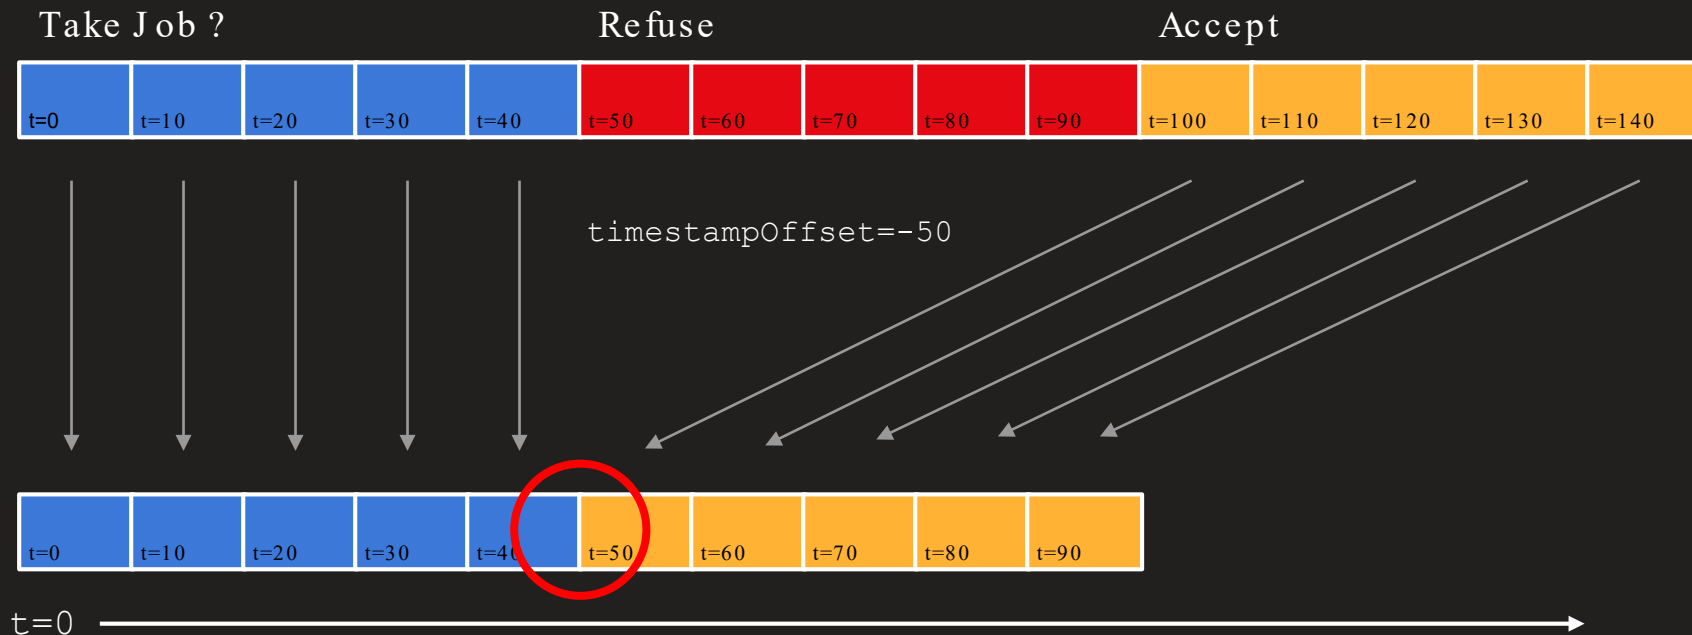 Take Job ? Refuse Accept
t=0 t=10 t=20 t=30 t=40 t=50 t=60 t=70 t=80 t=90 t=100 t=110 t=120 t=130 t=140
timestampOffset=-50
t=0 t=10 t=20 t=30 t=40 t=50 t=60 t=70 t=80 t=90
t=0